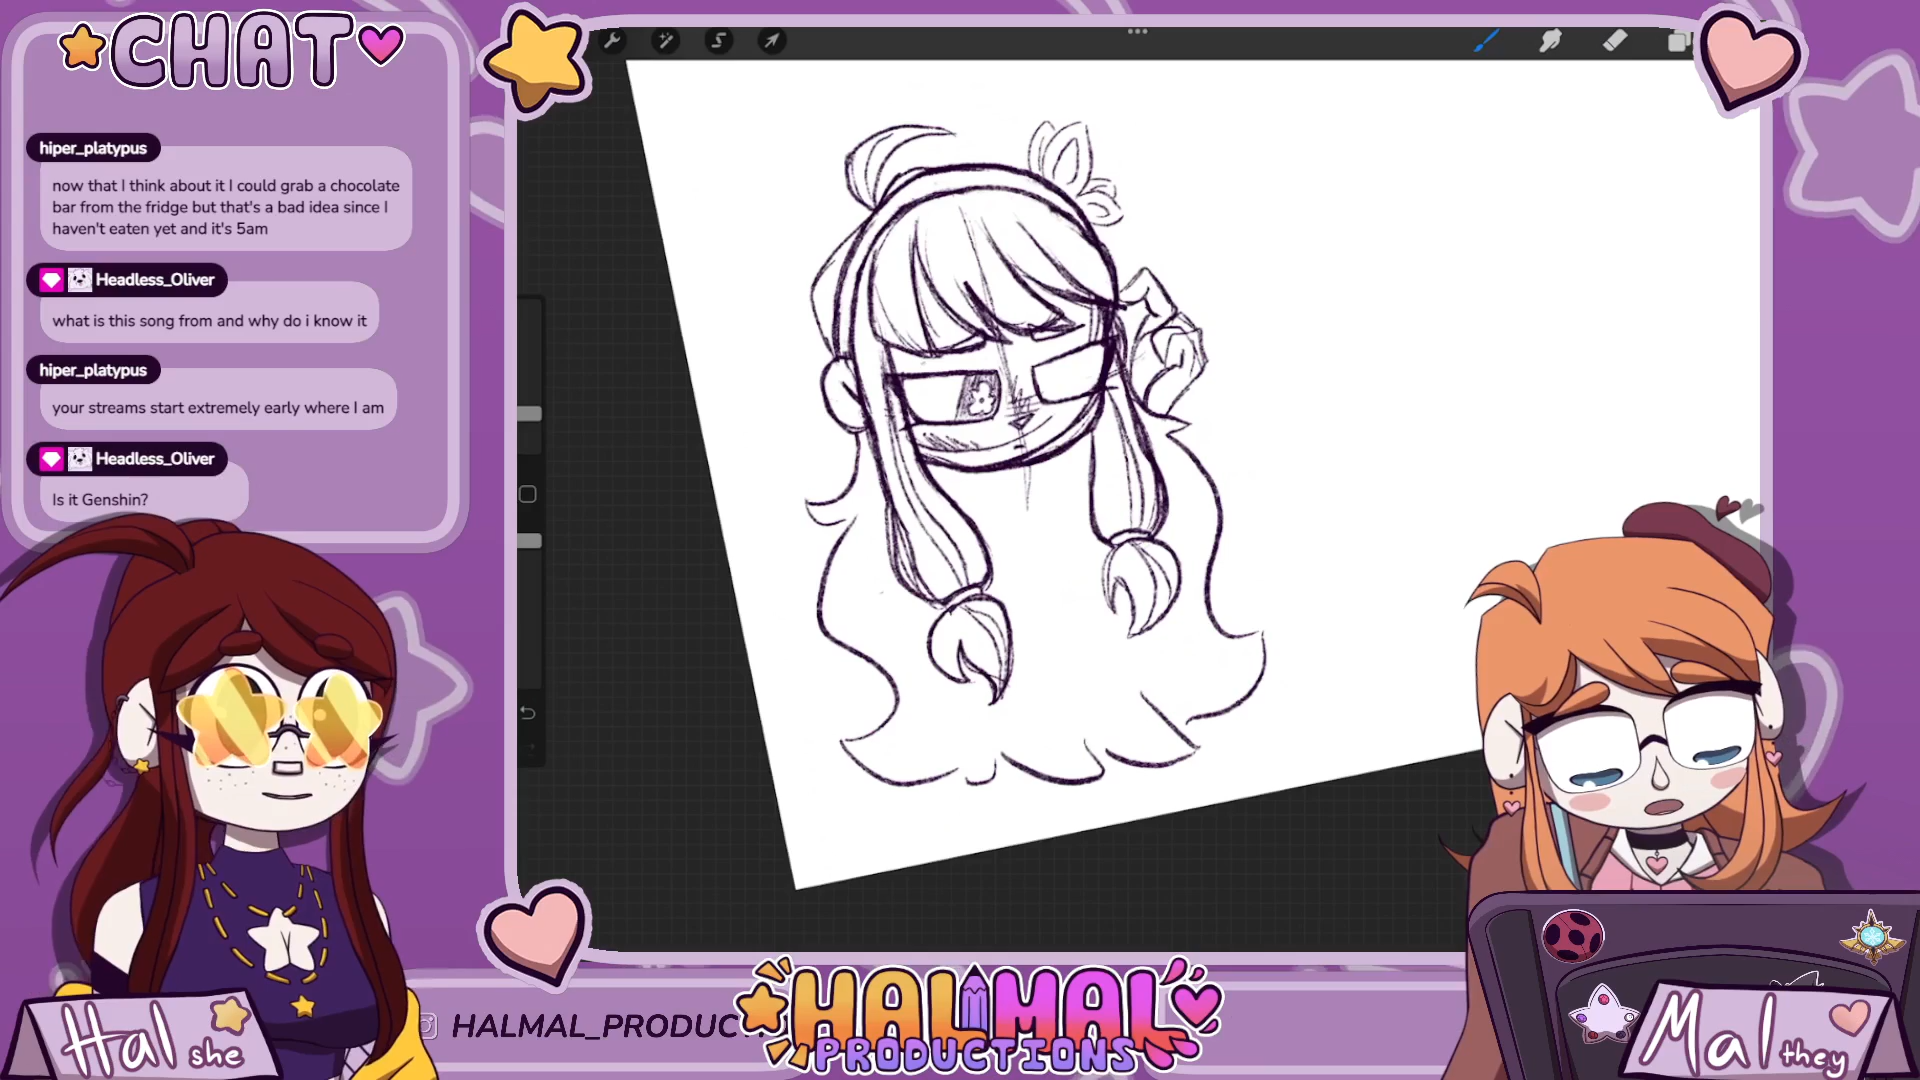 CHAT
hiper_platypus
now that I think about it I could grab a chocolate
bar from the fridge but that's a bad idea since I
haven't eaten yet and it's 5am
Headless_Oliver
what is this song from and why do i know it
hiper_platypus
your streams start extremely early where I am
Headless_Oliver
Is it Genshin?
Hal she
HALMAL_PRODUC
HALMAL
PRODUCTIONS
Mal they